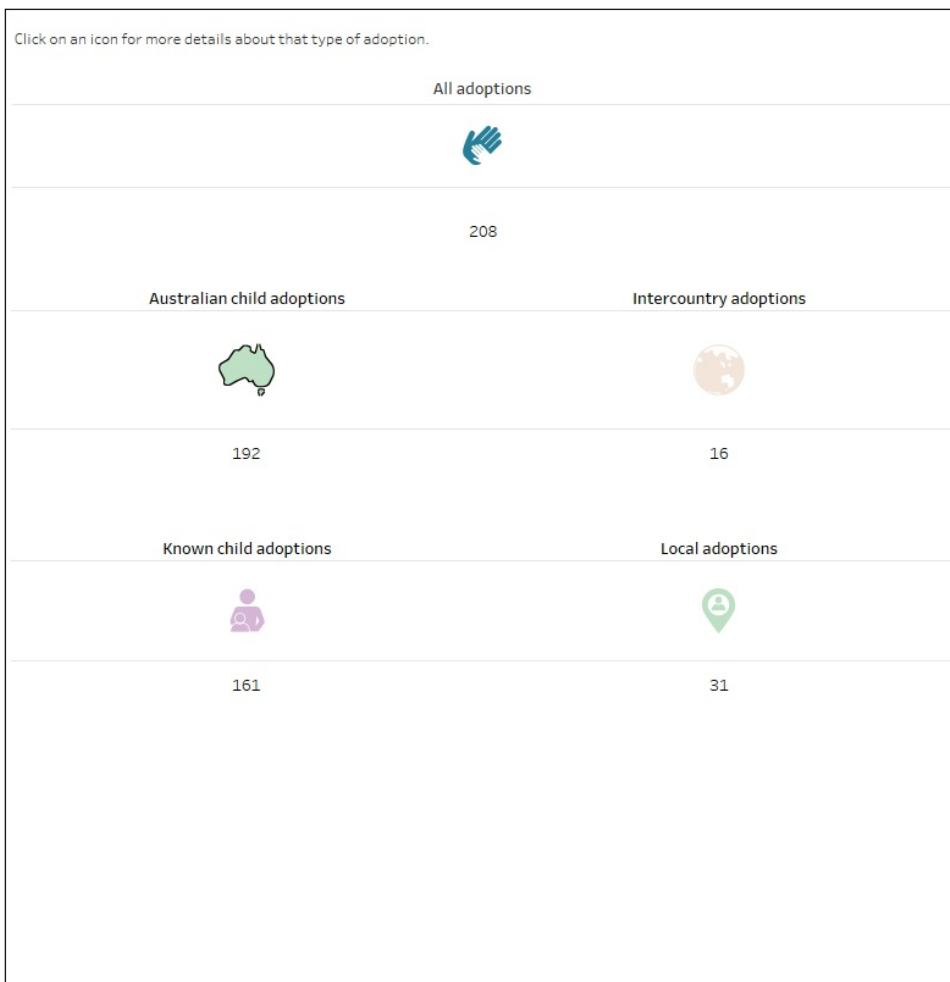 Click on an icon for more details about that type of adoption.
All adoptions
208
Australian child adoptions
Intercountry adoptions
192
16
Known child adoptions
Local adoptions
161
31